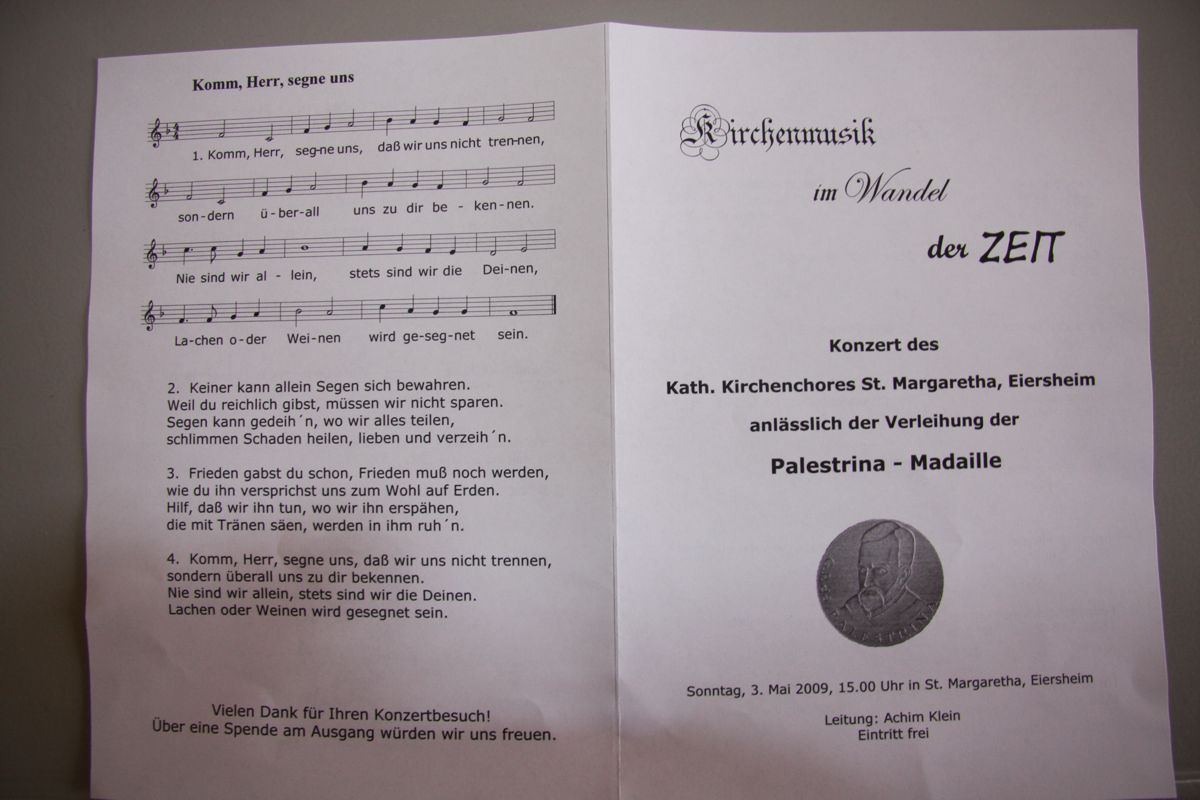 Komm, Herr, segne uns
1. Komm, Herr, seg-ne uns, daß wir uns nicht tren-nen,
son-dern ü-ber-all uns zu dir be - ken-nen.
Nie sind wir al - lein, stets sind wir die Dei-nen,
La-chen o-der Wei-nen wird ge-seg-net sein.
2. Keiner kann allein Segen sich bewahren.
Weil du reichlich gibst, müssen wir nicht sparen.
Segen kann gedeih´n, wo wir alles teilen,
schlimmen Schaden heilen, lieben und verzeih´n.
3. Frieden gabst du schon, Frieden muß noch werden,
wie du ihn versprichst uns zum Wohl auf Erden.
Hilf, daß wir ihn tun, wo wir ihn erspähen,
die mit Tränen säen, werden in ihm ruh´n.
4. Komm, Herr, segne uns, daß wir uns nicht trennen,
sondern überall uns zu dir bekennen.
Nie sind wir allein, stets sind wir die Deinen.
Lachen oder Weinen wird gesegnet sein.
Vielen Dank für Ihren Konzertbesuch!
Über eine Spende am Ausgang würden wir uns freuen.
Kirchenmusik
im Wandel
der ZEIT
Konzert des
Kath. Kirchenchores St. Margaretha, Eiersheim
anlässlich der Verleihung der
Palestrina - Madaille
PALESTRINA
Sonntag, 3. Mai 2009, 15.00 Uhr in St. Margaretha, Eiersheim
Leitung: Achim Klein
Eintritt frei